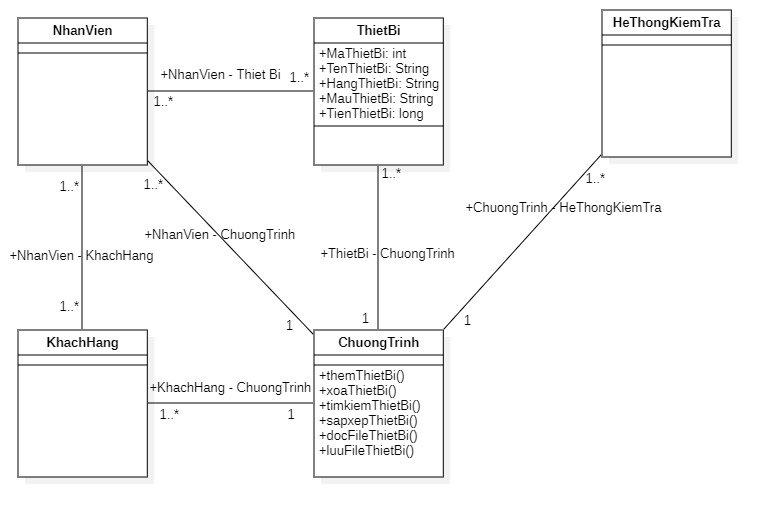 NhanVien
ThietBi
+MaThietBi: int
+TenThietBi: String
+HangThietBi: String
+MauThietBi: String
+TienThietBi: long
HeThongKiemTra
+NhanVien - Thiet Bi
1..*
1..*
1..*
1..*
1..*
1..*
+ChuongTrinh - HeThongKiemTra
+NhanVien - ChuongTrinh
+NhanVien - KhachHang
+ThietBi - ChuongTrinh
1..*
1
1
1
KhachHang
ChuongTrinh
+themThietBi()
+xoaThietBi()
+timkiemThietBi()
+sapxepThietBi()
+docFileThietBi()
+luuFileThietBi()
+KhachHang - ChuongTrinh
1..*
1